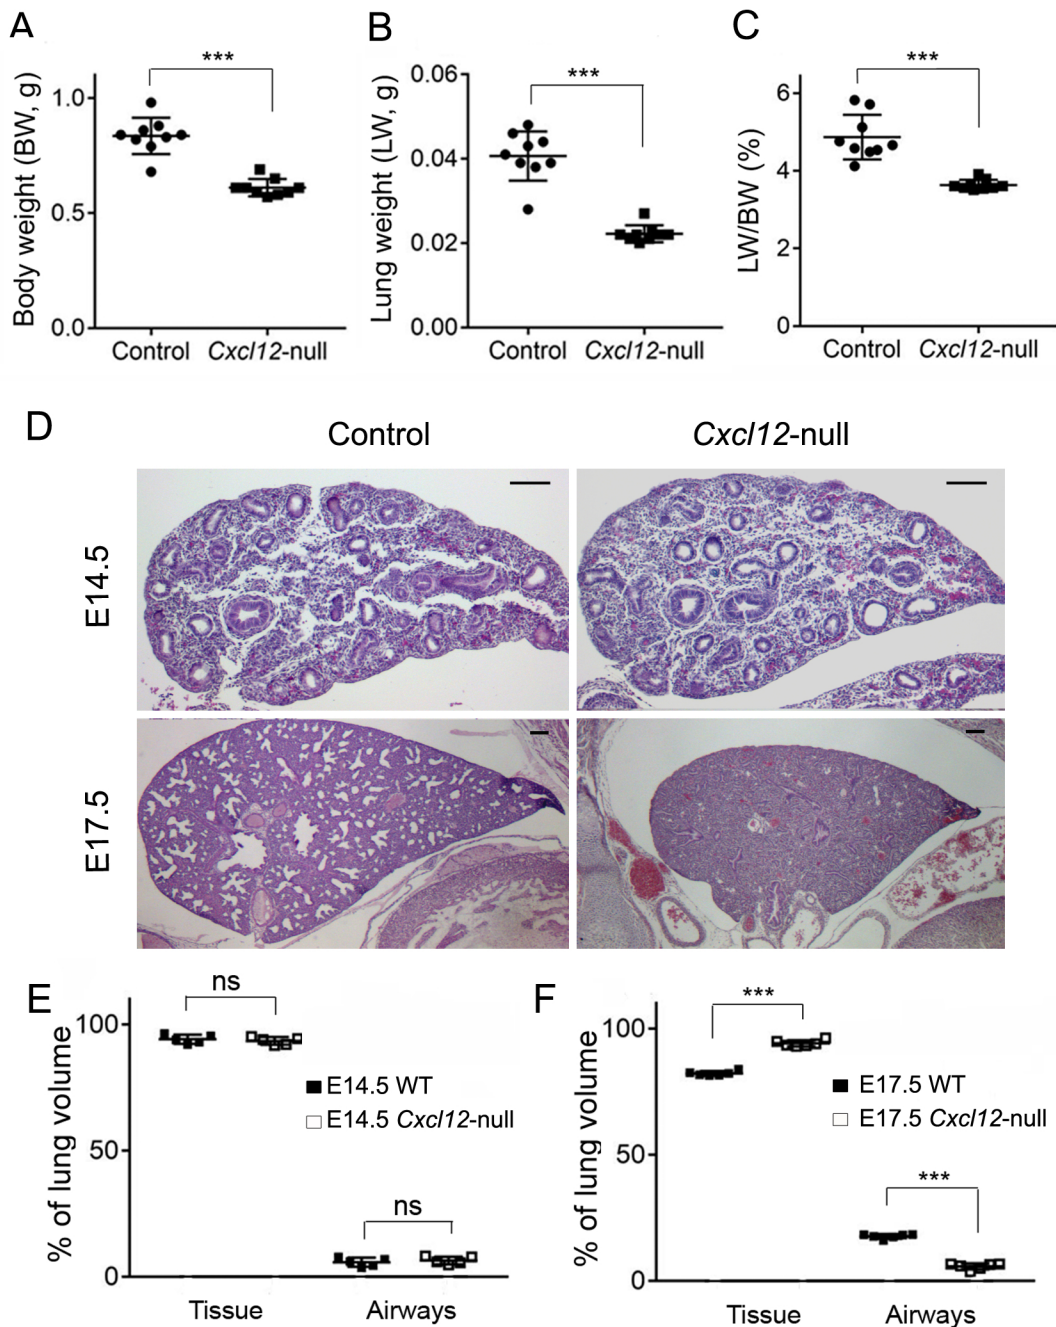 A
B
C
***
***
***
Body weight (BW, g)
1.0
0.5
0.0
Control
Cxcl12-null
Lung weight (LW, g)
0.06
0.04
0.02
0.00
Control
Cxcl12-null
LW/BW (%)
6
4
2
0
Control
Cxcl12-null
D
Control
Cxcl12-null
E14.5
E17.5
E
ns
% of lung volume
100
50
0
E14.5 WT
E14.5 Cxcl12-null
ns
Tissue
Airways
F
***
% of lung volume
100
50
0
E17.5 WT
E17.5 Cxcl12-null
***
Tissue
Airways